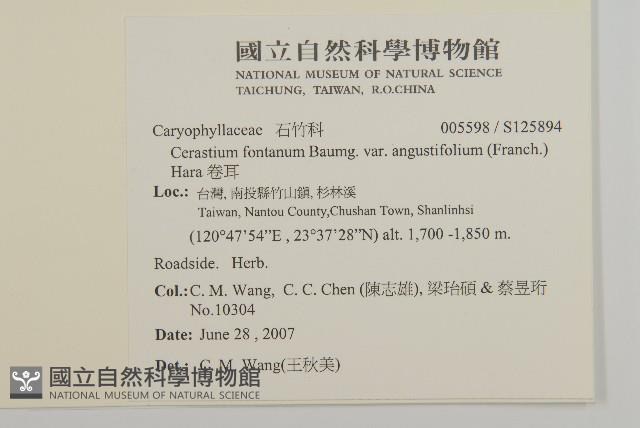 國立自然科學博物館
NATIONAL MUSEUM OF NATURAL SCIENCE
TAICHUNG, TAIWAN, R.O.CHINA
Caryophyllaceae 石竹科 005598 / S125894
Cerastium fontanum Baumg. var. angustifolium (Franch.)
Hara 卷耳
Loc.: 台灣, 南投縣竹山鎮, 杉林溪
Taiwan, Nantou County,Chushan Town, Shanlinhsi
(120°47’54”E , 23°37’28”N) alt. 1,700 -1,850 m.
Roadside. Herb.
Col.: C. M. Wang, C. C. Chen (陳志雄), 梁珆碩 & 蔡昱珩
No.10304
Date: June 28 , 2007
Det.: C. M. Wang(王秋美)
國立自然科學博物館
NATIONAL MUSEUM OF NATURAL SCIENCE